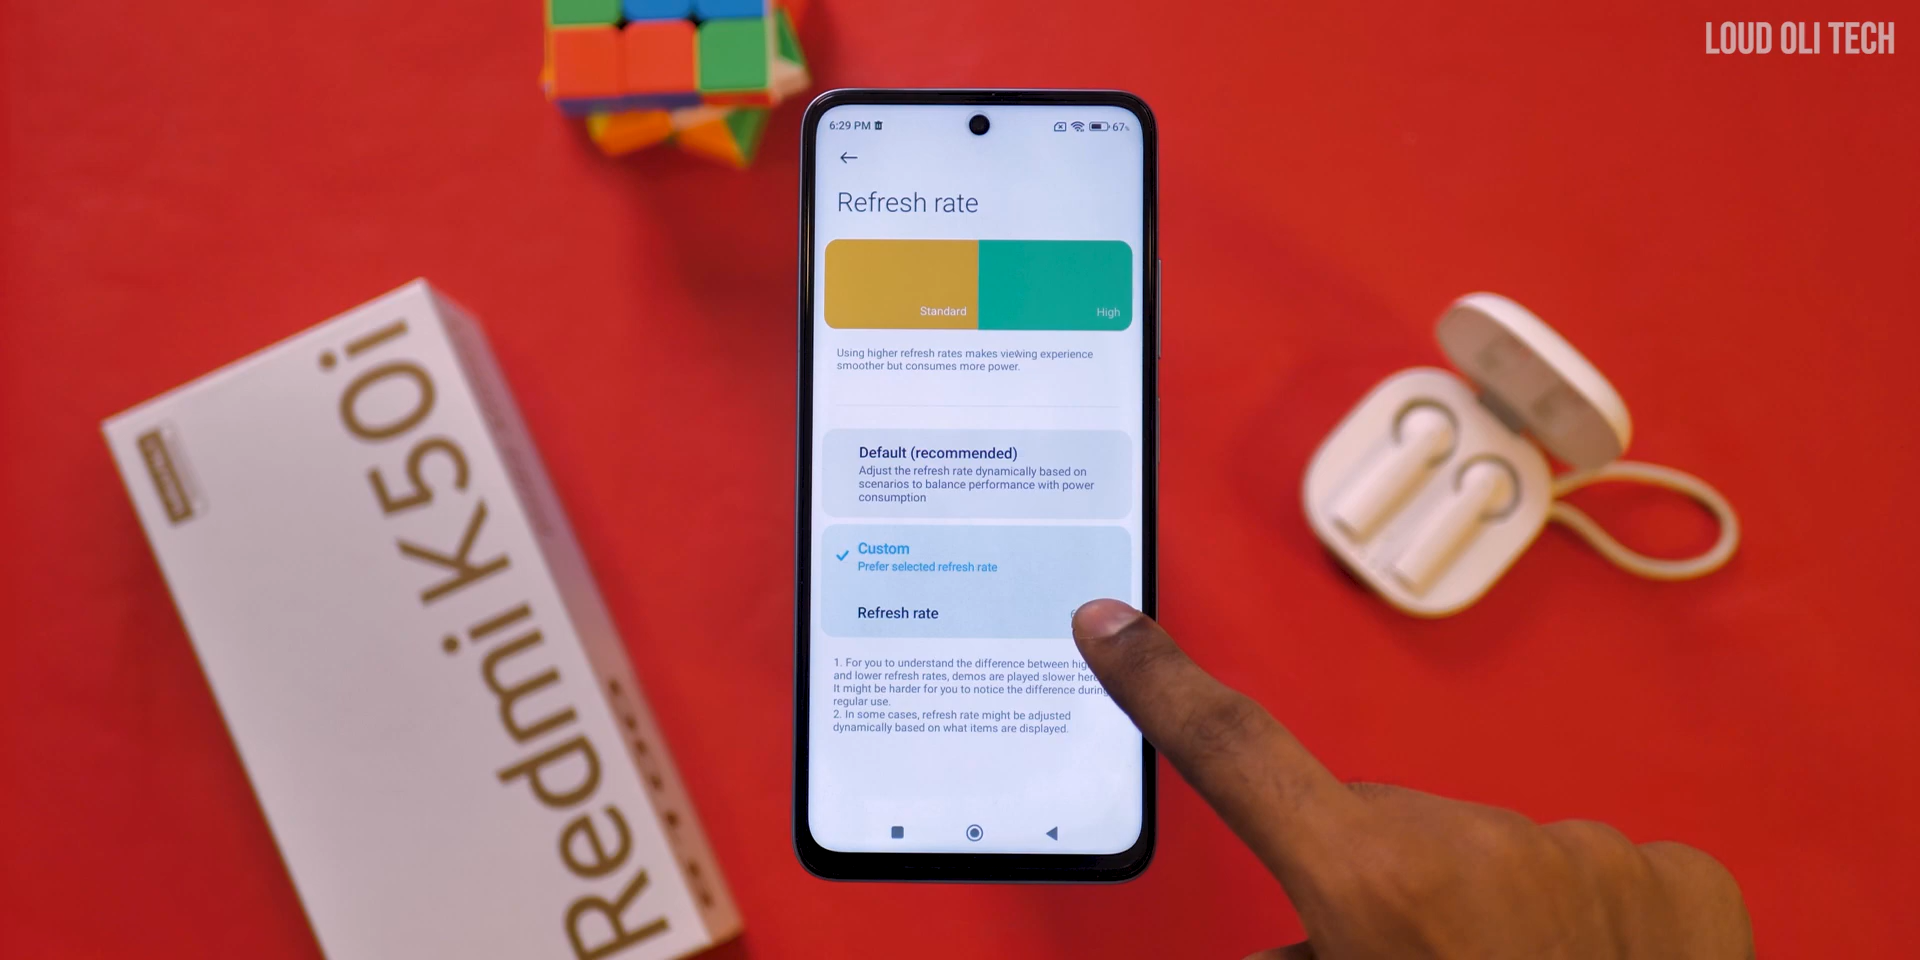 LOUD OLI TECH
6:29 PM
67%
Refresh rate
Standard
High
Using higher refresh rates makes viewing experience
smoother but consumes more power.
Default (recommended)
Adjust the refresh rate dynamically based on
scenarios to balance performance with power
consumption
Custom
Prefer selected refresh rate
Refresh rate
1. For you to understand the difference between
and lower refresh rates, demos are played slower
It might be harder for you to notice the difference during
regular use.
2. In some cases, refresh rate might be adjusted
dynamically based on what items are displayed.
Redmi K50i